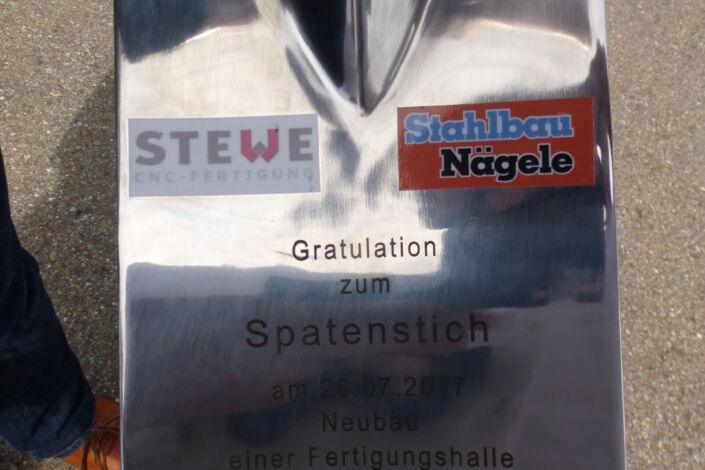 STEWE
CNC-FERTIGUNG
Stahlbau
Nägele
Gratulation
zum
Spatenstich
am 28.07.2017
Neubau
einer Fertigungshalle